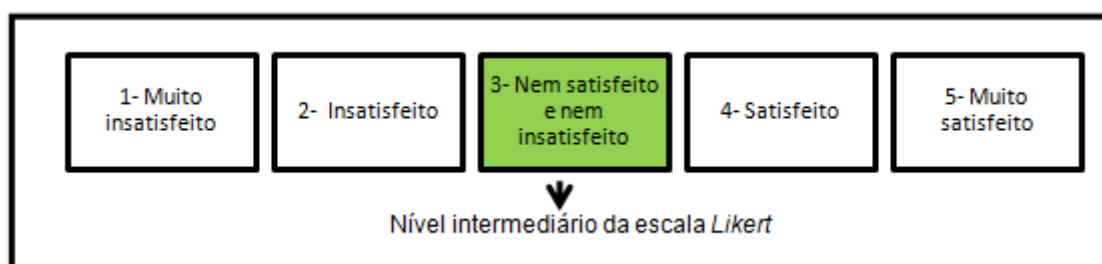 1- Muito
insatisfeito
2- Insatisfeito
3- Nem satisfeito
e nem
insatisfeito
4- Satisfeito
5- Muito
satisfeito
Nível intermediário da escala Likert